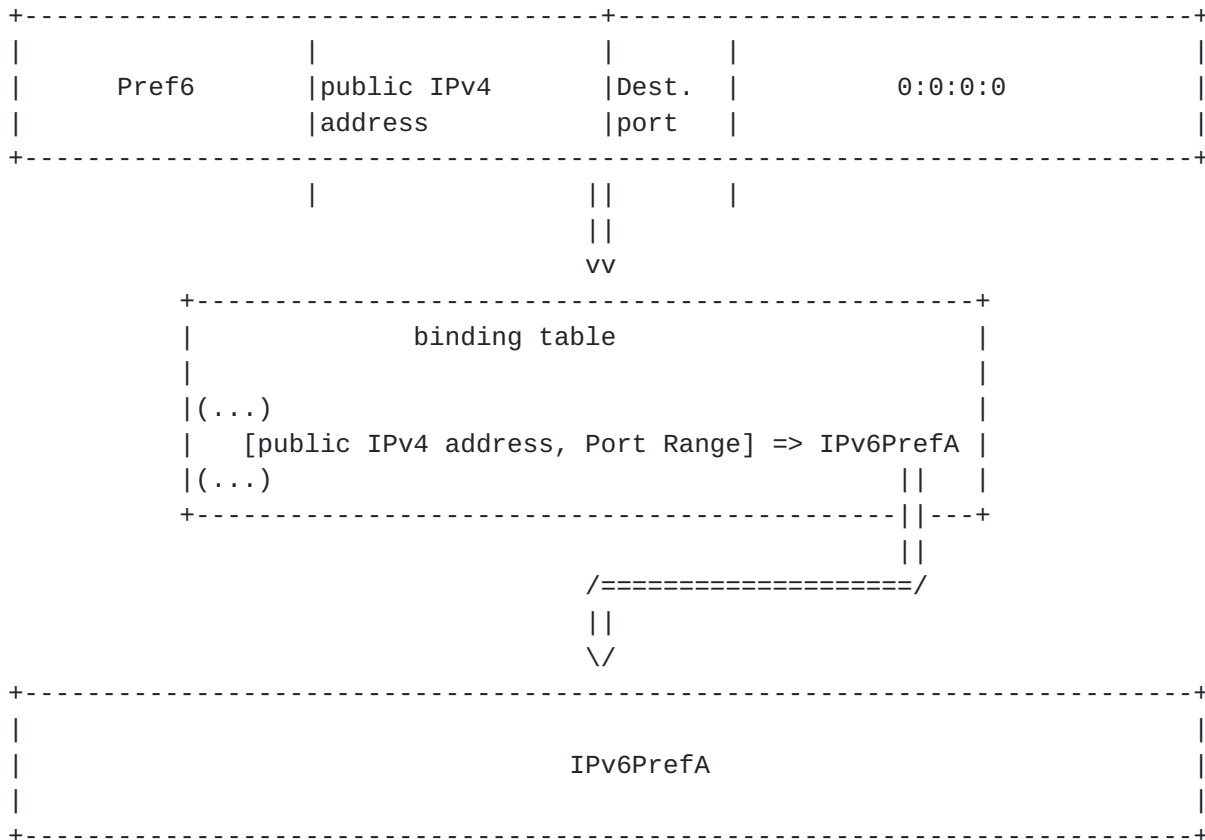 Pref6 |public IPv4 |Dest. | 0:0:0:0
|address |port |
binding table
|(...)
[public IPv4 address, Port Range] => IPv6PrefA
|(...)
IPv6PrefA